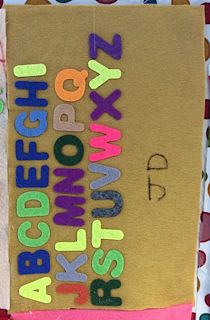 ABCDEFGHI
JKLMNOPQ
RSTUVWXYZ
JD